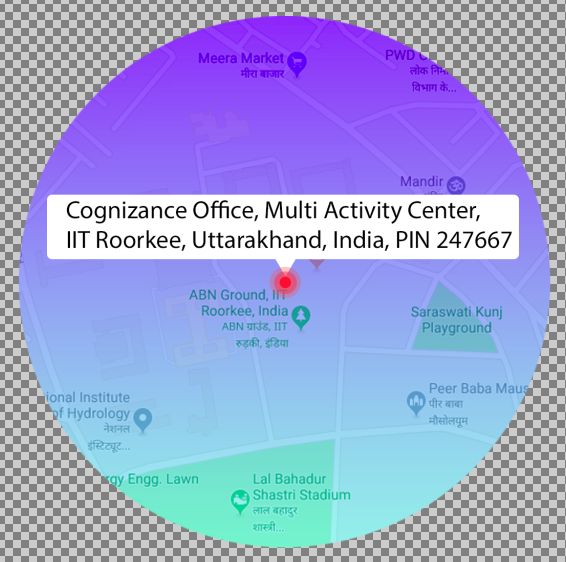 Meera Market
मीरा बाजार
PWD
लोक
विभाग के...
Mandir
Cognizance Office, Multi Activity Center,
IIT Roorkee, Uttarakhand, India, PIN 247667
ABN Ground, IIT
Roorkee, India
ABN ग्राउंड, IIT
रुड़की, इंडिया
Saraswati Kunj
Playground
Peer Baba Maus
पीर बाबा
मौसोलयूम
ional Institute
of Hydrology
नेशनल
इंस्टिट्यूट...
rgy Engg. Lawn
Lal Bahadur
Shastri Stadium
लाल बहादुर
शास्त्री...